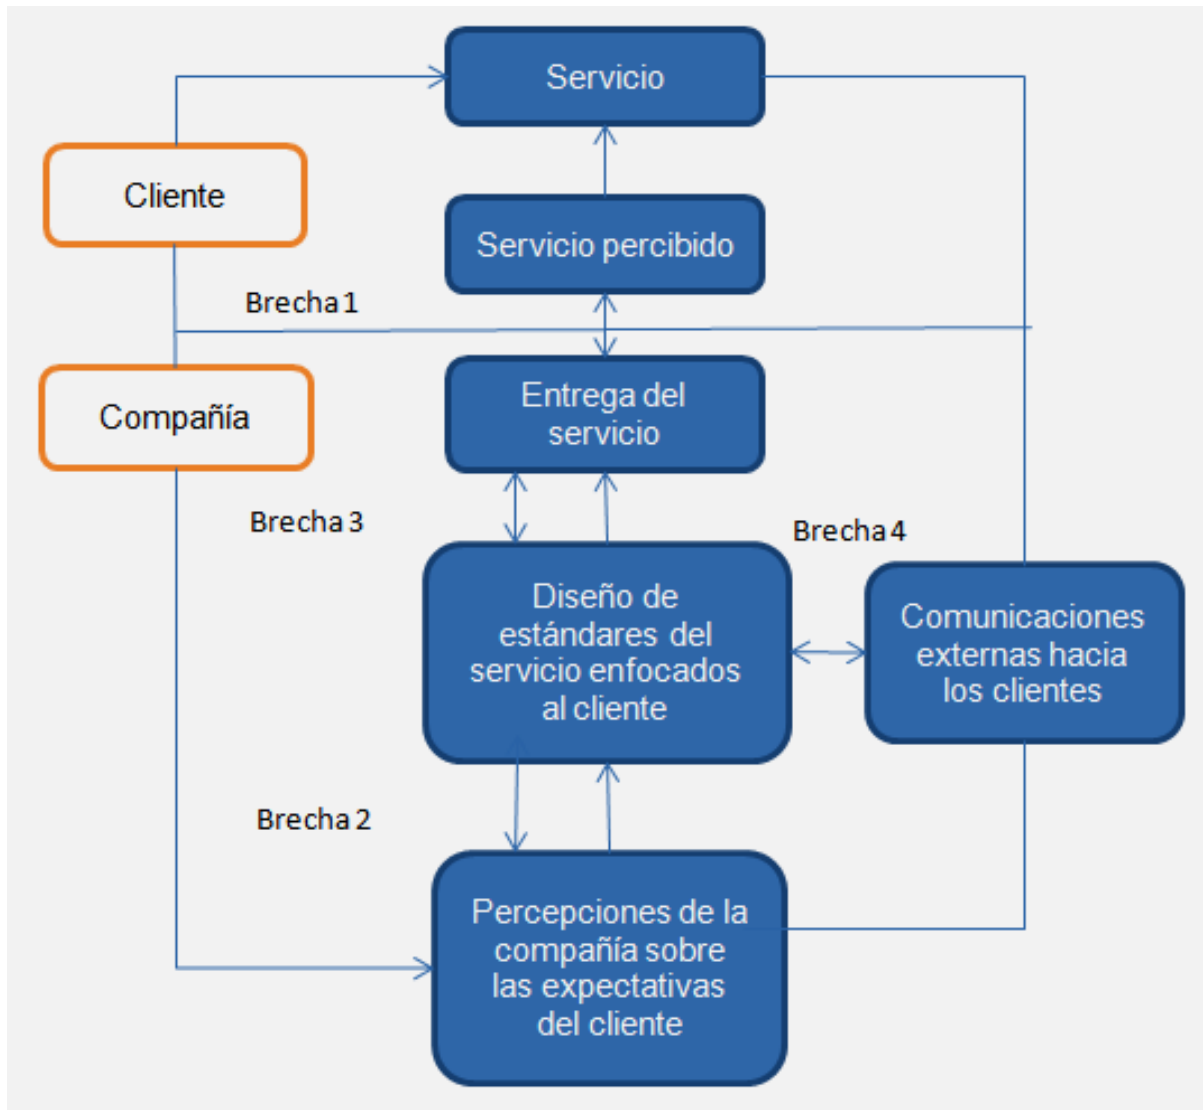 Servicio
Cliente
Servicio percibido
Brecha 1
Entrega del
servicio
Compañía
Brecha 3
Brecha 4
Diseño de
estándares del
servicio enfocados
al cliente
Comunicaciones
externas hacia
los clientes
Brecha 2
Percepciones de la
compañía sobre
las expectativas
del cliente